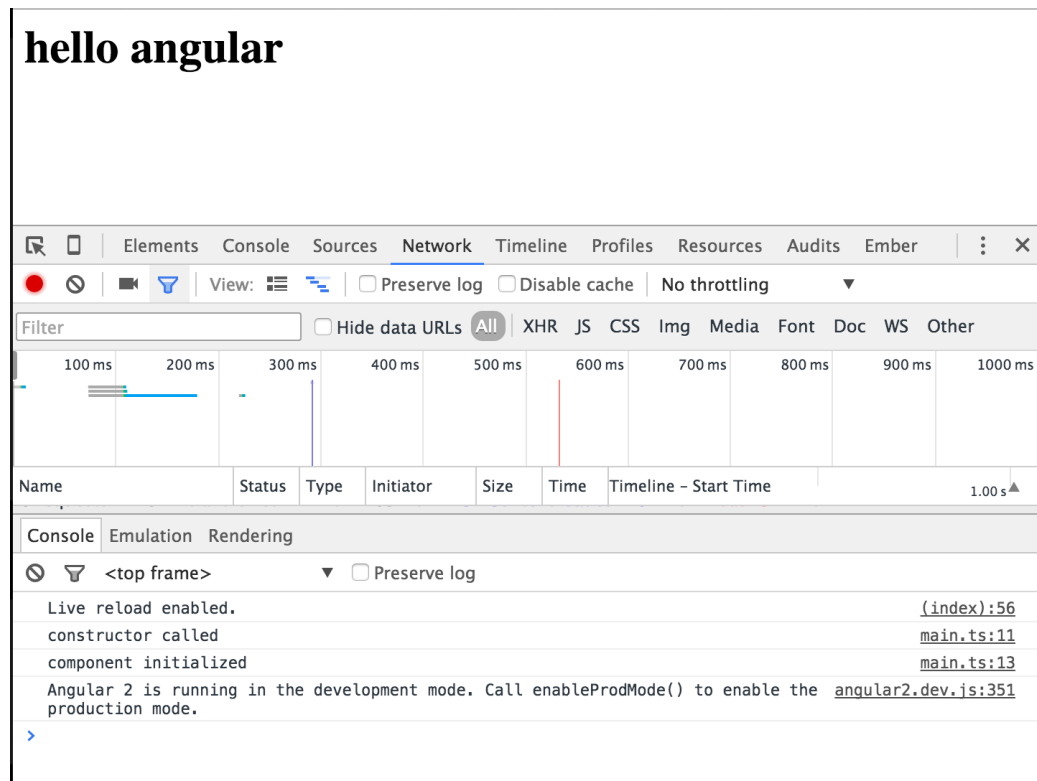 hello angular
Elements Console Sources Network Timeline Profiles Resources Audits Ember
View: Preserve log Disable cache No throttling
Filter Hide data URLs All XHR JS CSS Img Media Font Doc WS Other
100 ms 200 ms 300 ms 400 ms 500 ms 600 ms 700 ms 800 ms 900 ms 1000 ms
Name Status Type Initiator Size Time Timeline – Start Time 1.00 s
Console Emulation Rendering
<top frame> Preserve log
Live reload enabled. (index):56
constructor called main.ts:11
component initialized main.ts:13
Angular 2 is running in the development mode. Call enableProdMode() to enable the angular2.dev.js:351
production mode.